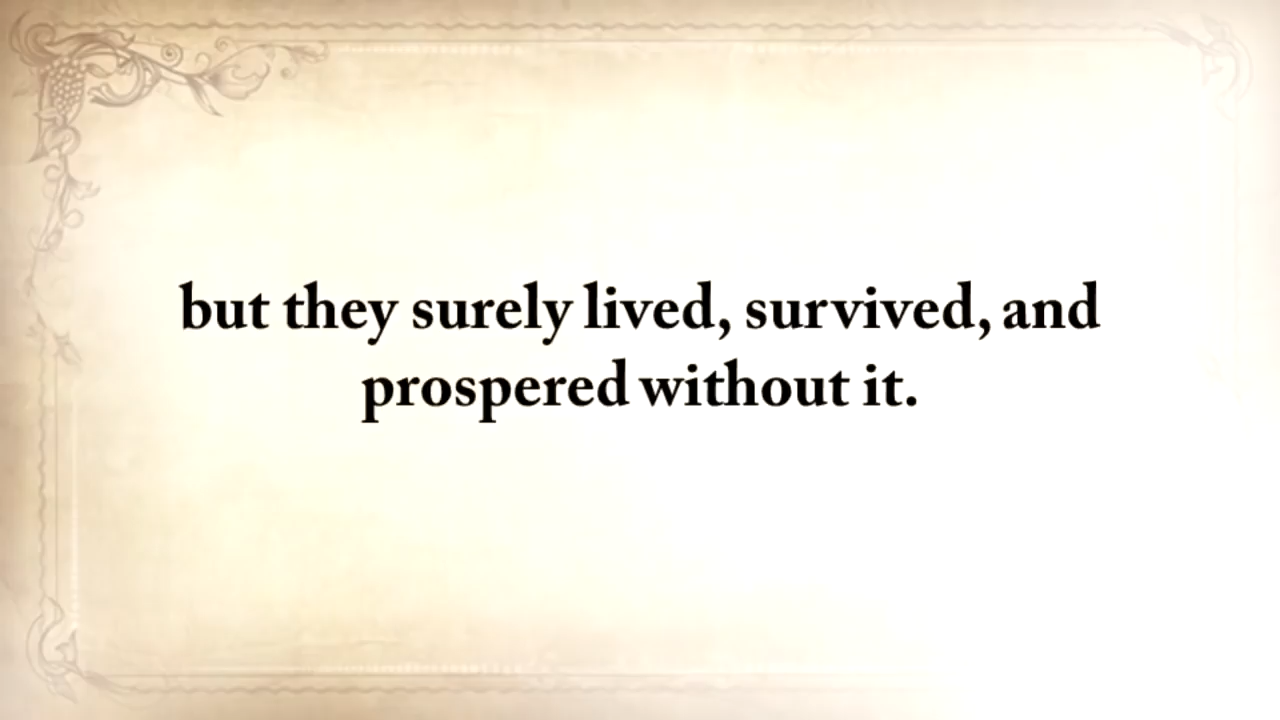 but they surely lived, survived, and
prospered without it.